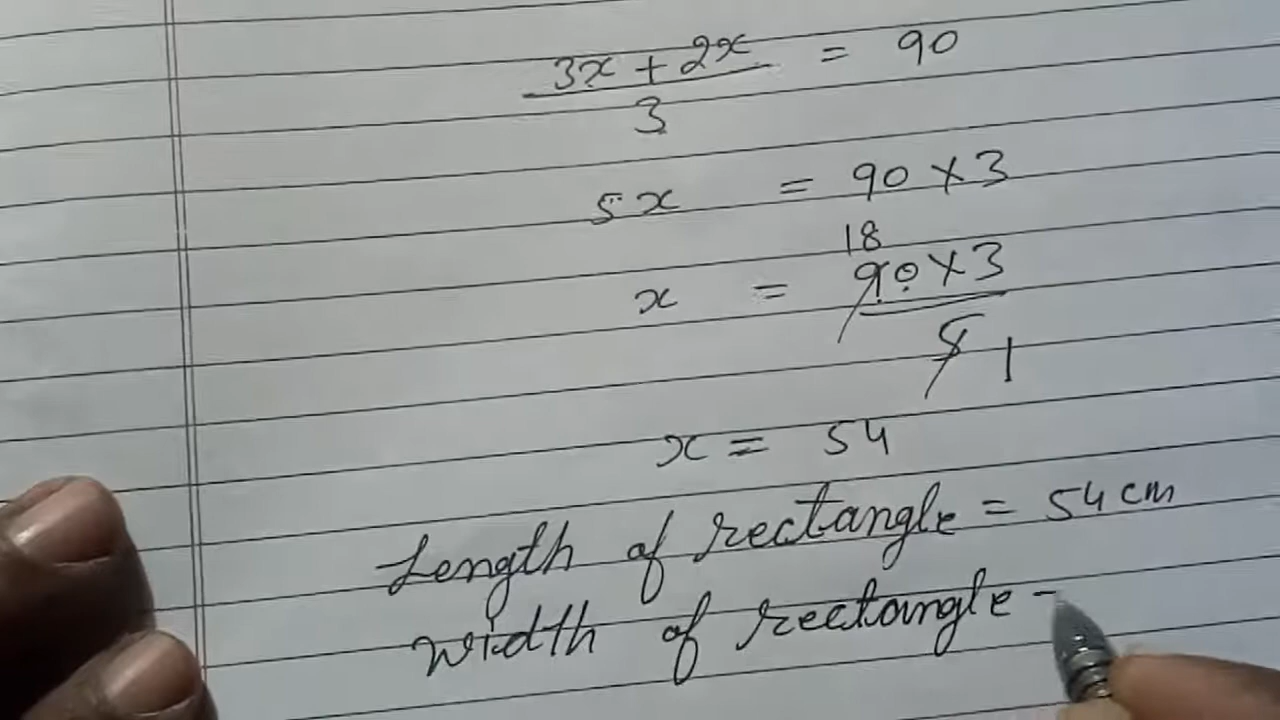 3x + 2x = 90
3
5x = 90 × 3
18
x = 90 × 3
5 1
x = 54
Length of rectangle = 54 cm
width of rectangle -